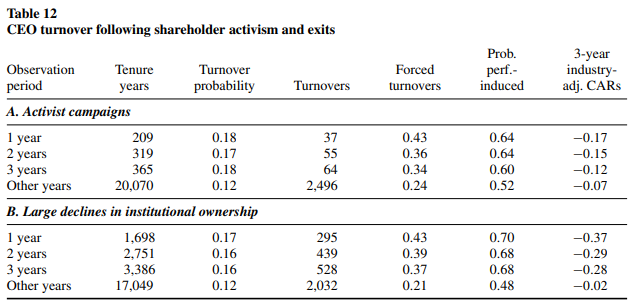 Table 12
CEO turnover following shareholder activism and exits
Prob. 3-year
Observation Tenure Turnover Forced perf.- industry-
period years probability Turnovers turnovers induced adj. CARs
A. Activist campaigns
1 year 209 0.18 37 0.43 0.64 −0.17
2 years 319 0.17 55 0.36 0.64 −0.15
3 years 365 0.18 64 0.34 0.60 −0.12
Other years 20,070 0.12 2,496 0.24 0.52 −0.07
B. Large declines in institutional ownership
1 year 1,698 0.17 295 0.43 0.70 −0.37
2 years 2,751 0.16 439 0.39 0.68 −0.29
3 years 3,386 0.16 528 0.37 0.68 −0.28
Other years 17,049 0.12 2,032 0.21 0.48 −0.02